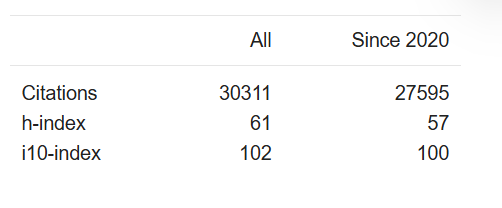 All Since 2020
Citations 30311 27595
h-index 61 57
i10-index 102 100